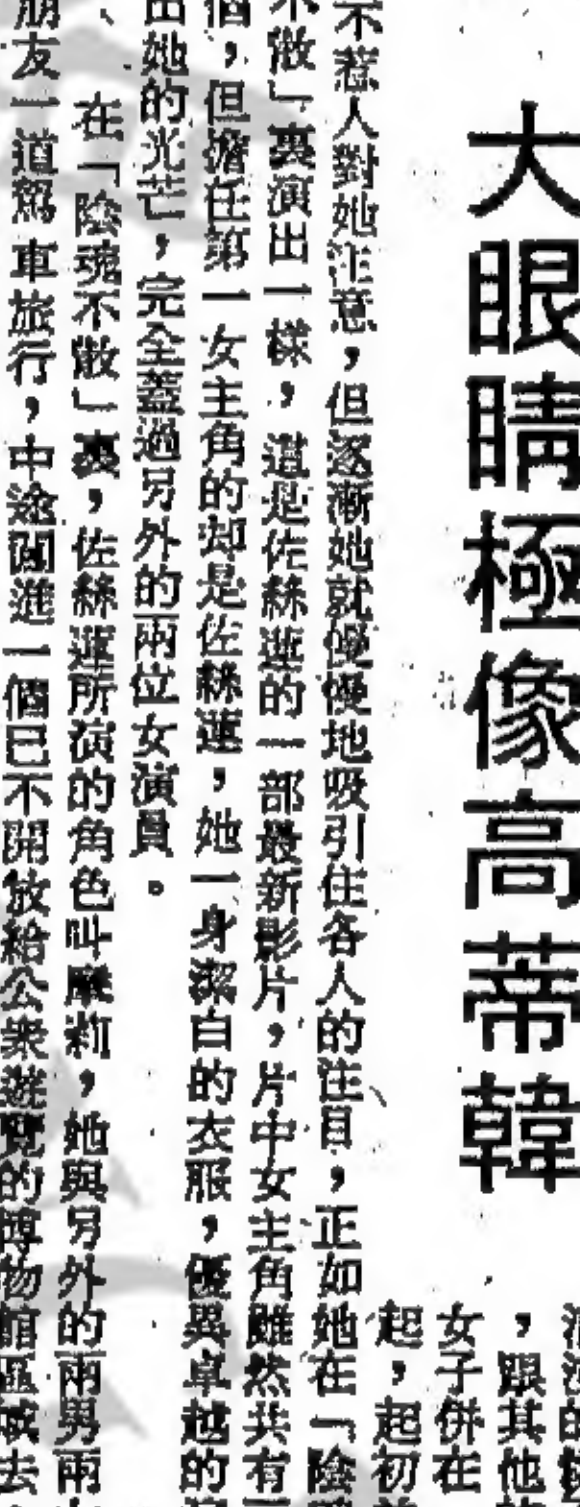 大眼睛極像高蒂韓
，跟其他
女子併在
起，起初
不惹人對她注意，但逐漸她就慢慢地吸引住各人的注目，正如她在「陰
不散」裏演出一樣，這是佐絲蓮的一部最新影片，片中女主角雖然共有
個，但擔任第一女主角的却是佐絲蓮，她一身潔白的衣服，優異卓越的
出她的光芒，完全蓋過另外的兩位女演員。
、在「陰魂不散」裏，佐絲蓮所演的角色叫摩莉，她與另外的兩男兩
朋友一道駕車旅行，中途闖進一個已不開放給公衆遊覽的博物館區域去